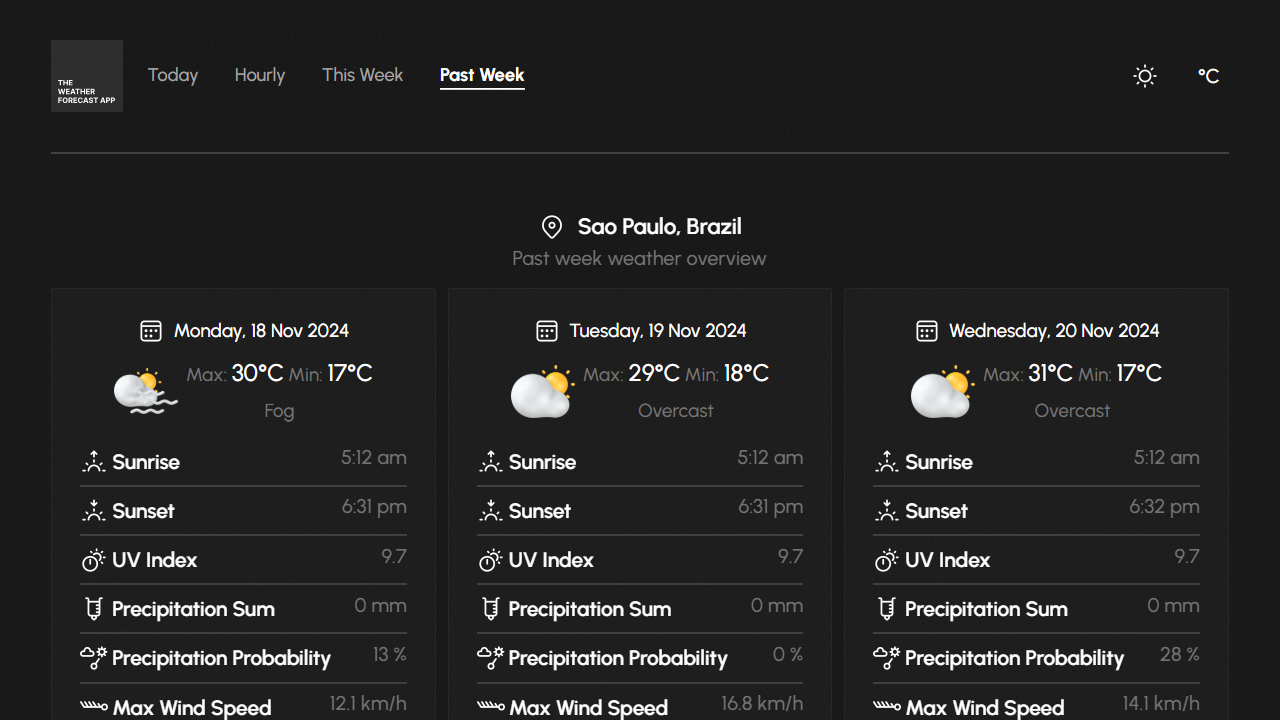 THE
WEATHER
FORECAST APP
Today Hourly This Week Past Week °C
Sao Paulo, Brazil
Past week weather overview
Monday, 18 Nov 2024
Max: 30°C Min: 17°C
Fog
Sunrise 5:12 am
Sunset 6:31 pm
UV Index 9.7
Precipitation Sum 0 mm
Precipitation Probability 13 %
Max Wind Speed 12.1 km/h
Tuesday, 19 Nov 2024
Max: 29°C Min: 18°C
Overcast
Sunrise 5:12 am
Sunset 6:31 pm
UV Index 9.7
Precipitation Sum 0 mm
Precipitation Probability 0 %
Max Wind Speed 16.8 km/h
Wednesday, 20 Nov 2024
Max: 31°C Min: 17°C
Overcast
Sunrise 5:12 am
Sunset 6:32 pm
UV Index 9.7
Precipitation Sum 0 mm
Precipitation Probability 28 %
Max Wind Speed 14.1 km/h